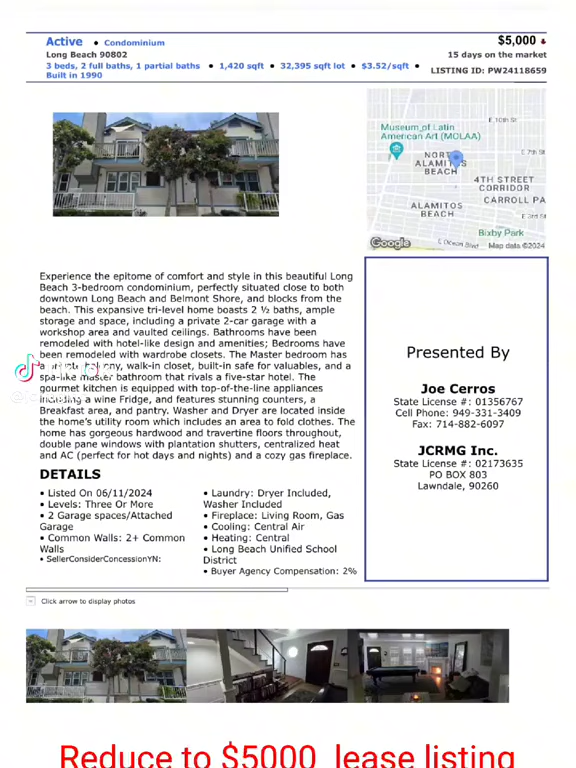 Active • Condominium
$5,000
Long Beach 90802
15 days on the market
3 beds, 2 full baths, 1 partial baths • 1,420 sqft • 32,395 sqft lot • $3.52/sqft •
Built in 1990
LISTING ID: PW24118659
E 10th St
Museum of Latin
American Art (MOLAA)
E 7th St
NORTH
ALAMITOS
BEACH
4TH STREET
CORRIDOR
CARROLL PA
ALAMITOS
BEACH
E 3rd St
Bixby Park
E Ocean Blvd
Google
Map data ©2024
Experience the epitome of comfort and style in this beautiful Long
Beach 3-bedroom condominium, perfectly situated close to both
downtown Long Beach and Belmont Shore, and blocks from the
beach. This expansive tri-level home boasts 2 ½ baths, ample
storage and space, including a private 2-car garage with a
workshop area and vaulted ceilings. Bathrooms have been
remodeled with hotel-like design and amenities; Bedrooms have
been remodeled with wardrobe closets. The Master bedroom has
a private balcony, walk-in closet, built-in safe for valuables, and a
spa-like master bathroom that rivals a five-star hotel. The
gourmet kitchen is equipped with top-of-the-line appliances
including a wine Fridge, and features stunning counters, a
Breakfast area, and pantry. Washer and Dryer are located inside
the home's utility room which includes an area to fold clothes. The
home has gorgeous hardwood and travertine floors throughout,
double pane windows with plantation shutters, centralized heat
and AC (perfect for hot days and nights) and a cozy gas fireplace.
DETAILS
• Listed On 06/11/2024
• Levels: Three Or More
• 2 Garage spaces/Attached
Garage
• Common Walls: 2+ Common
Walls
• SellerConsiderConcessionYN:
• Laundry: Dryer Included,
Washer Included
• Fireplace: Living Room, Gas
• Cooling: Central Air
• Heating: Central
• Long Beach Unified School
District
• Buyer Agency Compensation: 2%
Presented By
Joe Cerros
State License #: 01356767
Cell Phone: 949-331-3409
Fax: 714-882-6097
JCRMG Inc.
State License #: 02173635
PO BOX 803
Lawndale, 90260
Click arrow to display photos
Reduce to $5000 lease listing